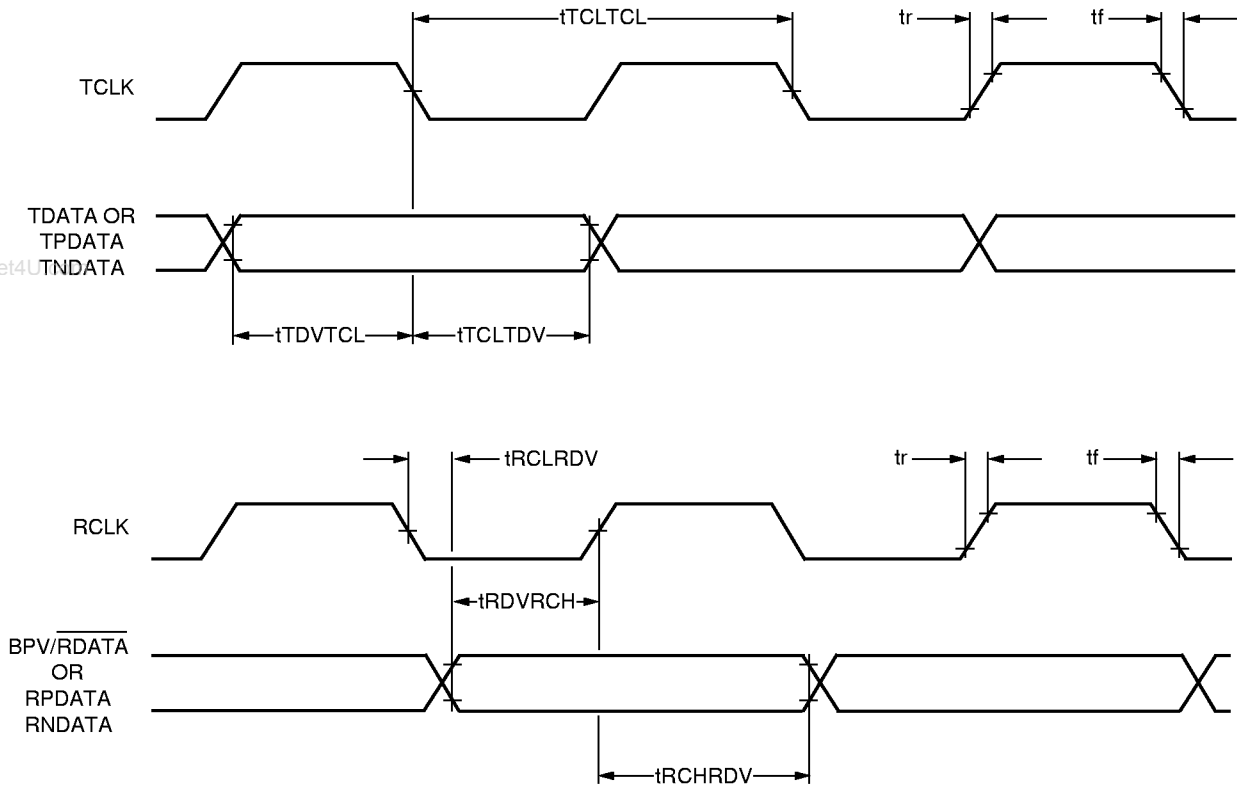 tTCLTCL
tr
tf
TCLK
TDATA OR
TPDATA
TNDATA
tTDVTCL
tTCLTDV
tRCLRDV
tr
tf
RCLK
tRDVRCH
BPV/RDATA
OR
RPDATA
RNDATA
tRCHRDV